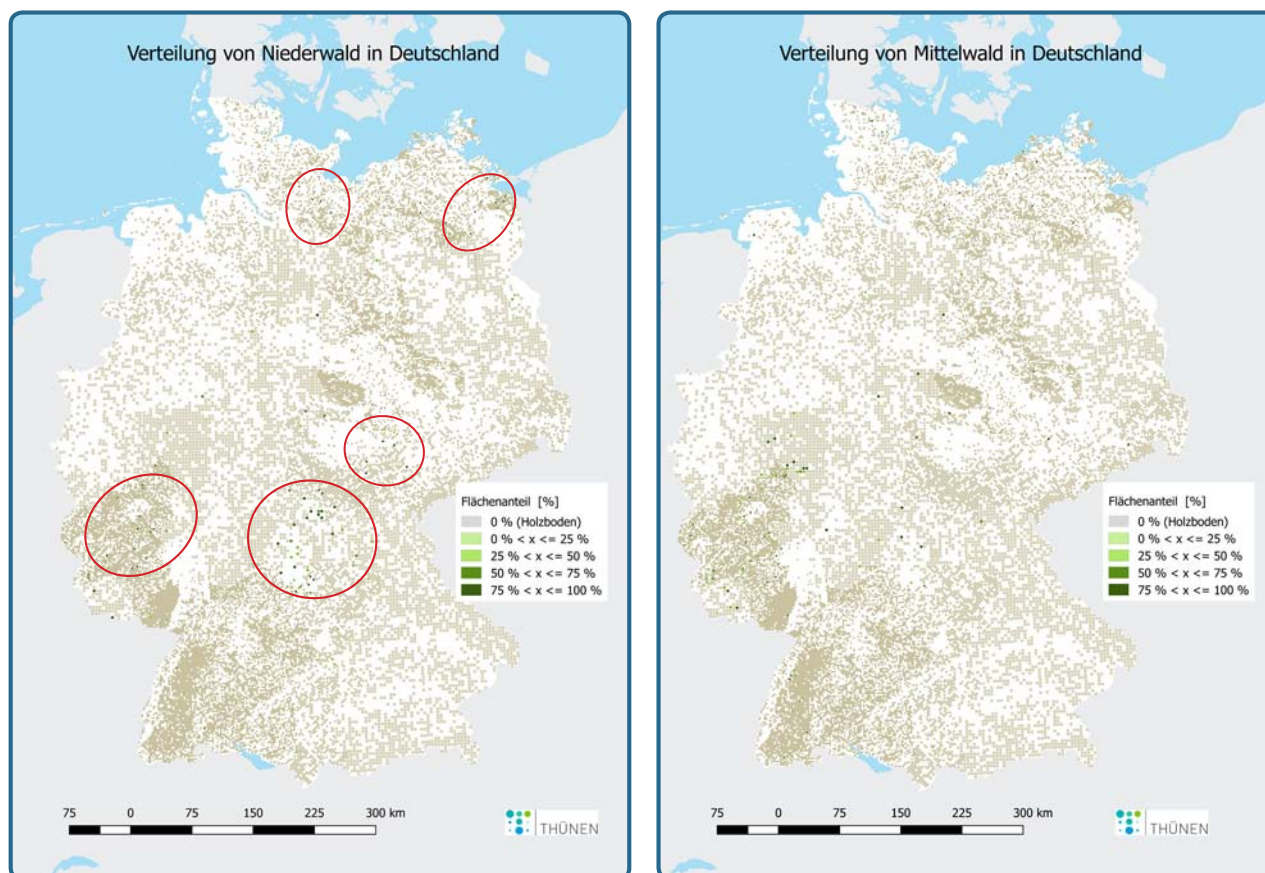 Verteilung von Niederwald in Deutschland
Flächenanteil [%]
0 % (Holzboden)
0 % < x <= 25 %
25 % < x <= 50 %
50 % < x <= 75 %
75 % < x <= 100 %
75 0 75 150 225 300 km
THÜNEN
Verteilung von Mittelwald in Deutschland
Flächenanteil [%]
0 % (Holzboden)
0 % < x <= 25 %
25 % < x <= 50 %
50 % < x <= 75 %
75 % < x <= 100 %
75 0 75 150 225 300 km
THÜNEN